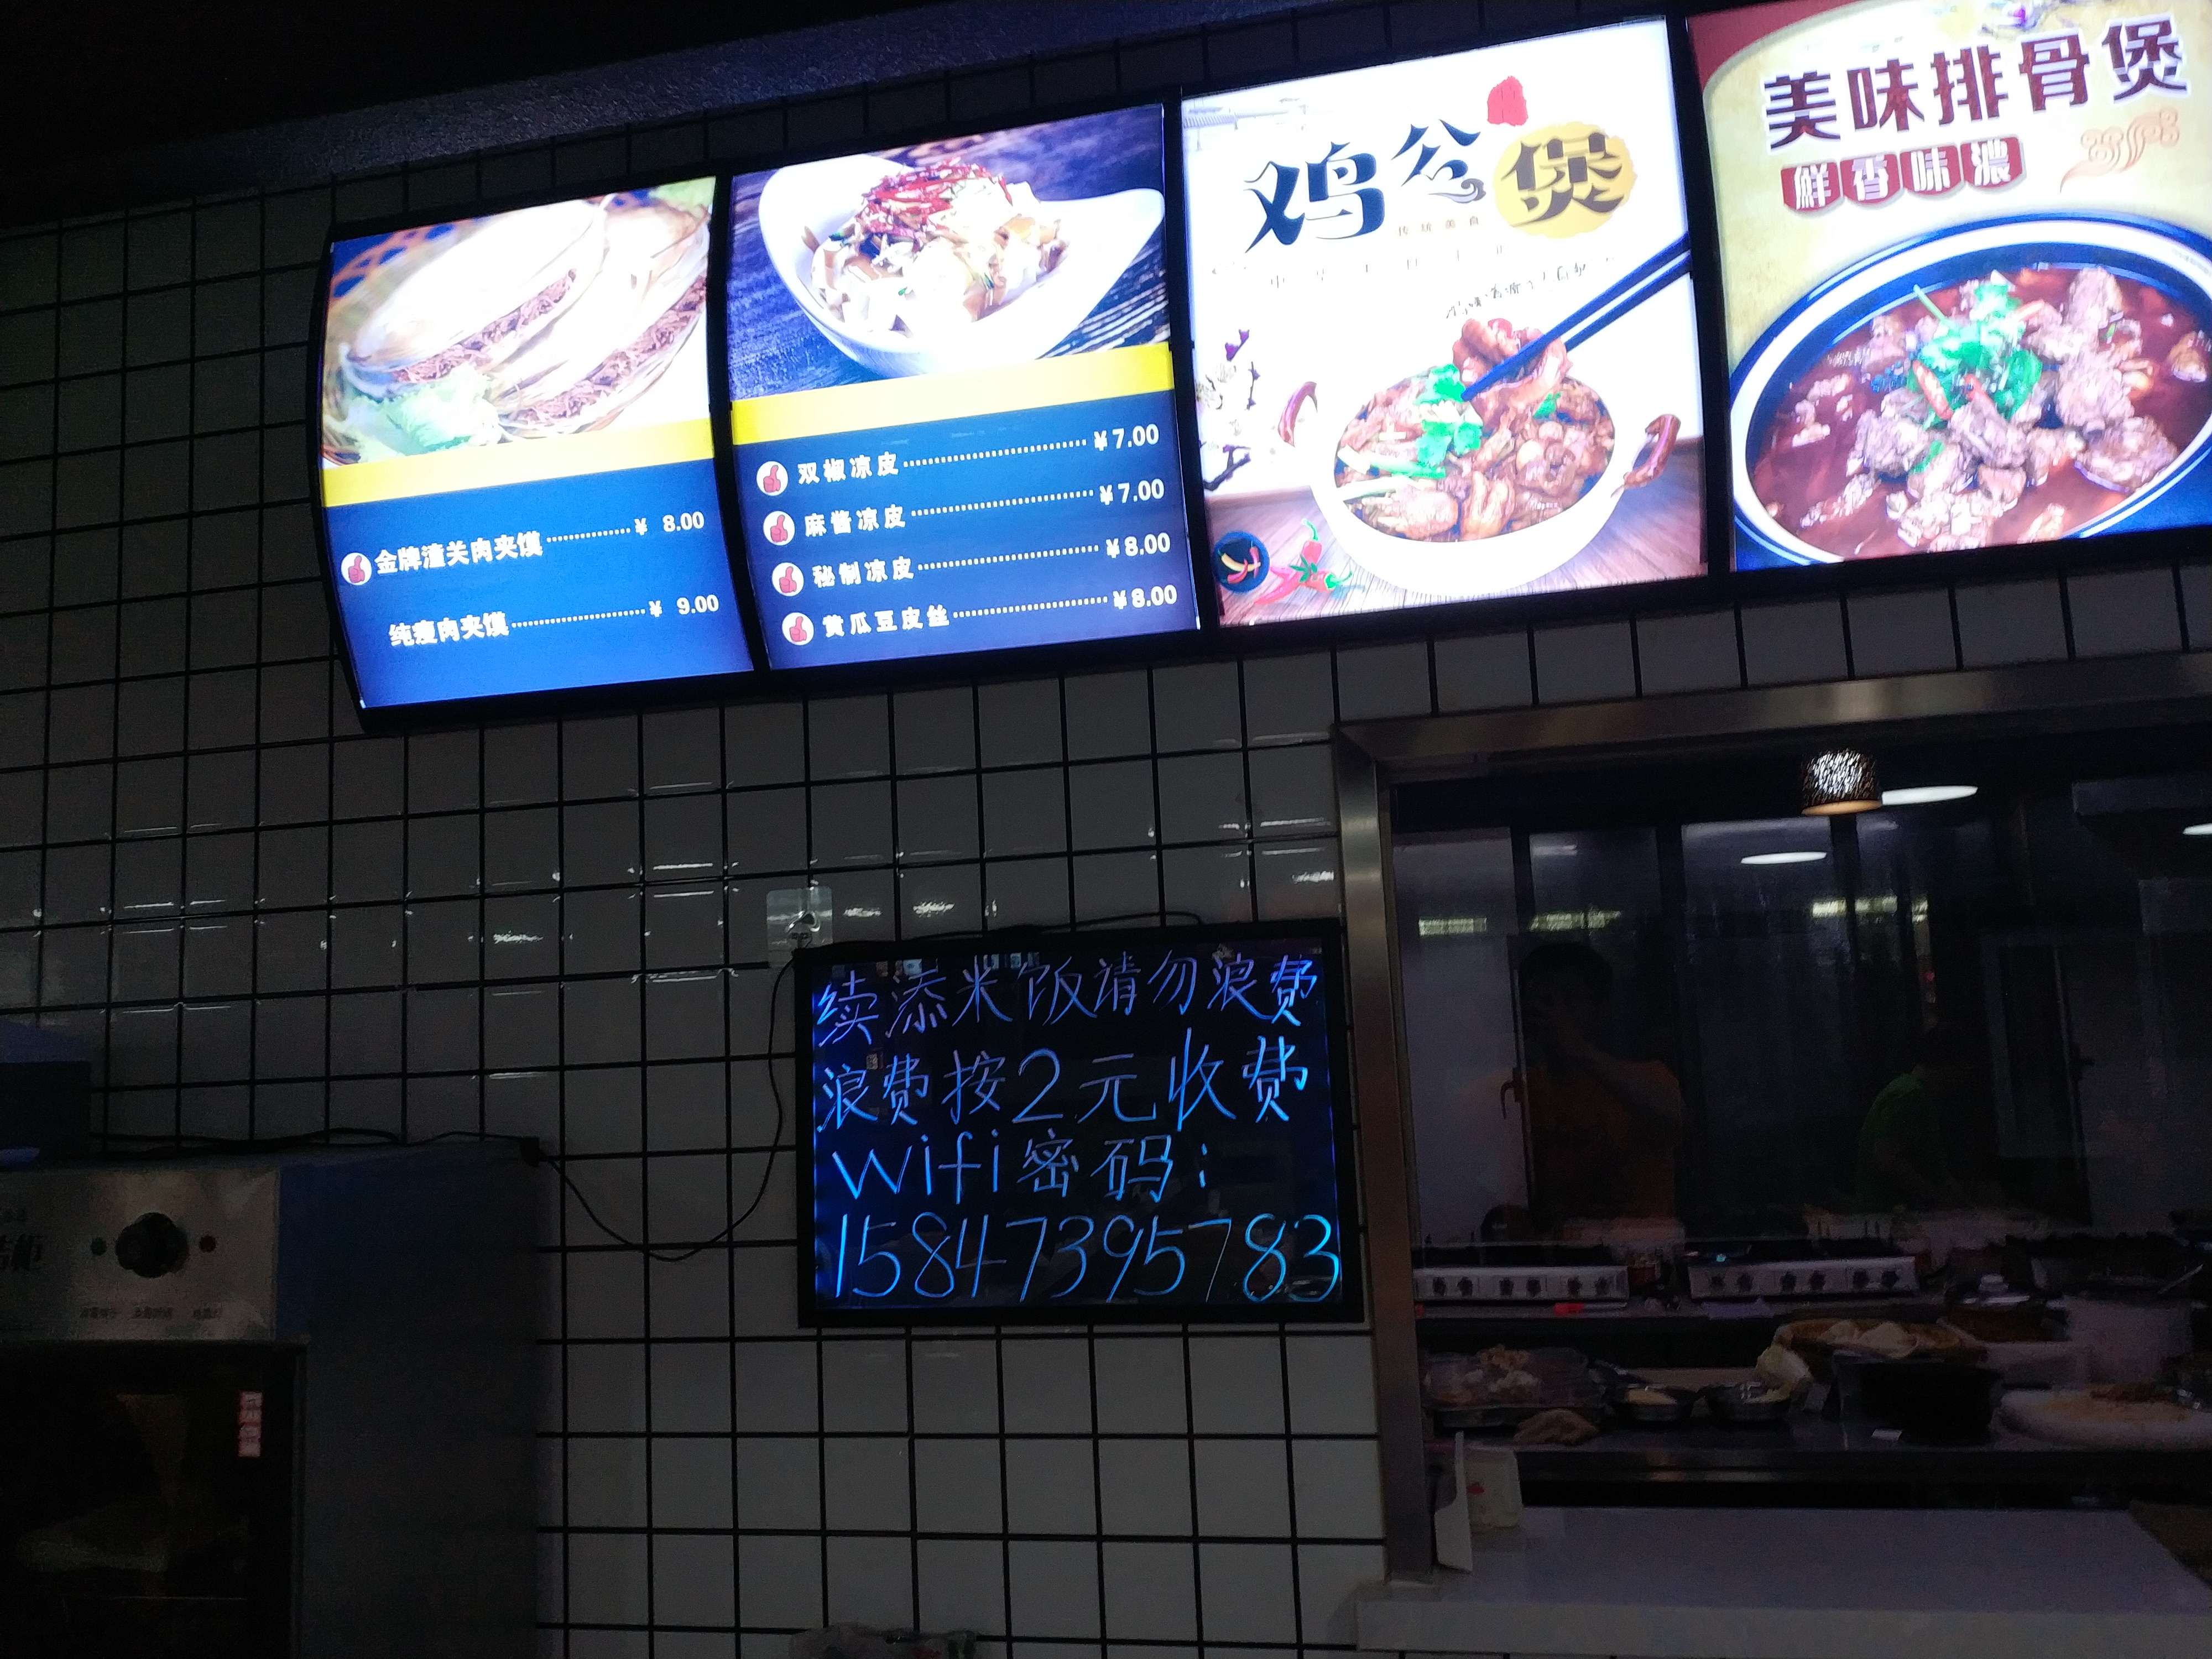 金牌潼关肉夹馍 ¥ 8.00
纯瘦肉夹馍 ¥ 9.00
双椒凉皮 ¥7.00
麻酱凉皮 ¥7.00
秘制凉皮 ¥8.00
黄瓜豆皮丝 ¥8.00
鸡公煲
传统美食
美味排骨煲
鲜香味濃
续添米饭请勿浪费
浪费按2元收费
wifi密码:
15847395783